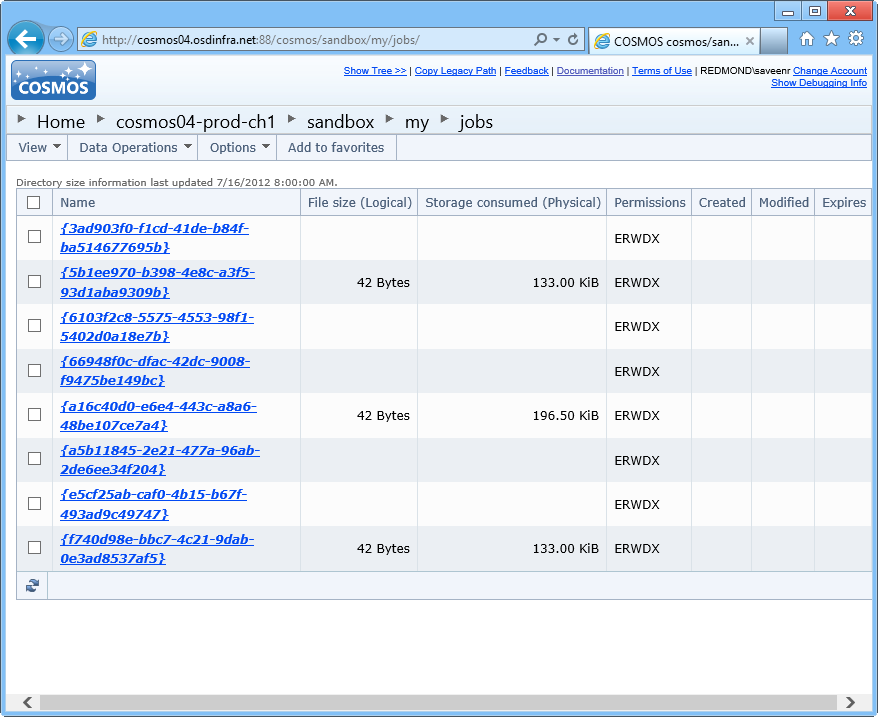 http://cosmos04.osdinfra.net:88/cosmos/sandbox/my/jobs/
COSMOS cosmos/san...
COSMOS
Show Tree >> | Copy Legacy Path | Feedback | Documentation | Terms of Use | REDMOND\saveenr Change Account
Show Debugging Info
Home cosmos04-prod-ch1 sandbox my jobs
View Data Operations Options Add to favorites
Directory size information last updated 7/16/2012 8:00:00 AM.
Name File size (Logical) Storage consumed (Physical) Permissions Created Modified Expires
{3ad903f0-f1cd-41de-b84f-
ba514677695b} ERWDX
{5b1ee970-b398-4e8c-a3f5-
93d1aba9309b} 42 Bytes 133.00 KiB ERWDX
{6103f2c8-5575-4553-98f1-
5402d0a18e7b} ERWDX
{66948f0c-dfac-42dc-9008-
f9475be149bc} ERWDX
{a16c40d0-e6e4-443c-a8a6-
48be107ce7a4} 42 Bytes 196.50 KiB ERWDX
{a5b11845-2e21-477a-96ab-
2de6ee34f204} ERWDX
{e5cf25ab-caf0-4b15-b67f-
493ad9c49747} ERWDX
{f740d98e-bbc7-4c21-9dab-
0e3ad8537af5} 42 Bytes 133.00 KiB ERWDX